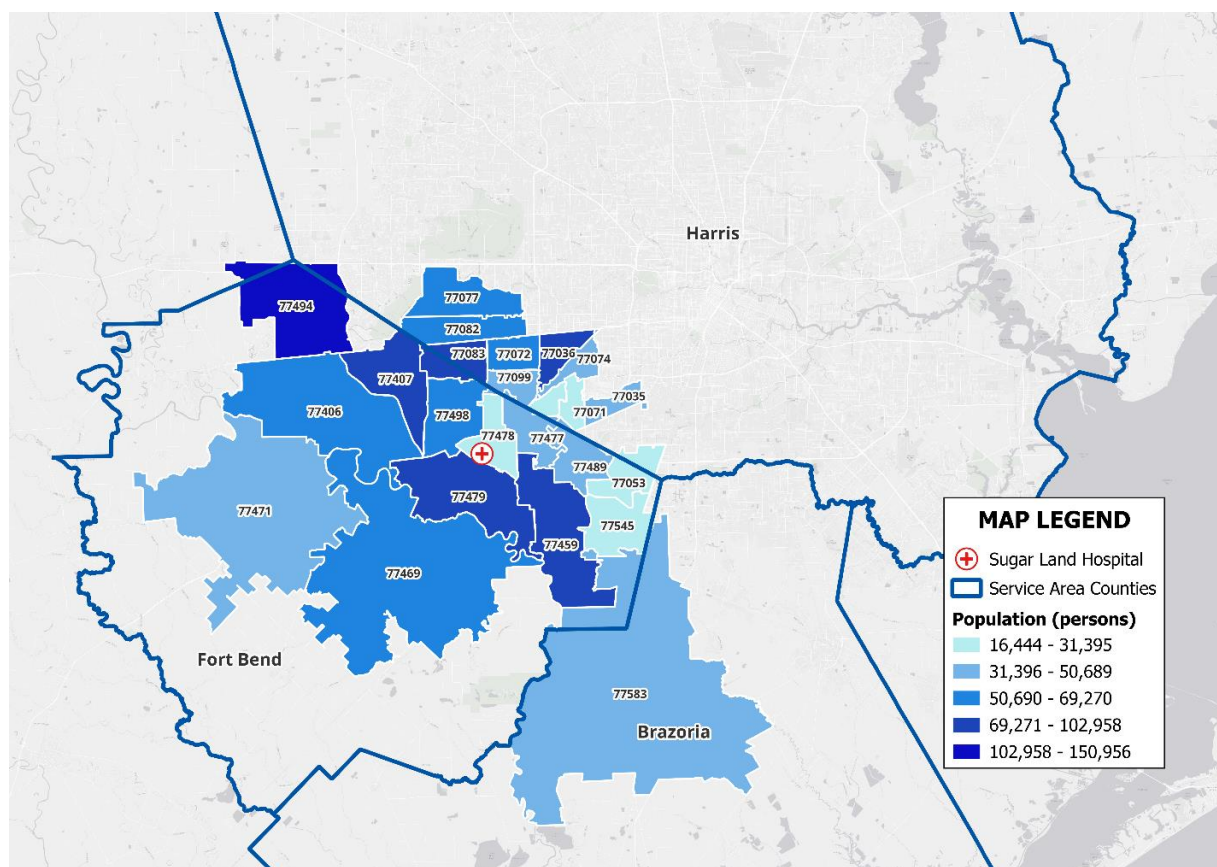 Harris
77494
77077
77082
77083
77072
77036
77074
77099
77407
77035
77406
77498
77071
77478
77477
77489
77053
77479
77471
77545
77459
77469
Fort Bend
77583
Brazoria
MAP LEGEND
Sugar Land Hospital
Service Area Counties
Population (persons)
16,444 - 31,395
31,396 - 50,689
50,690 - 69,270
69,271 - 102,958
102,958 - 150,956